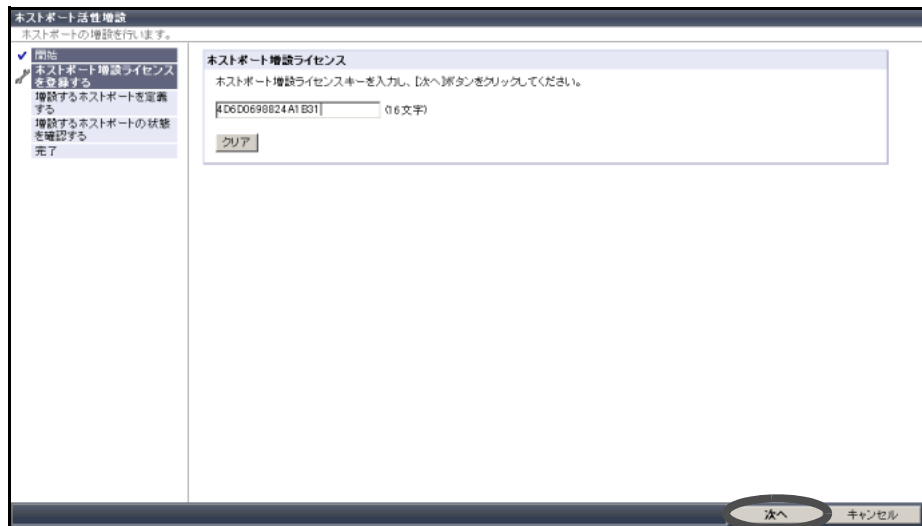 ホストポート活性増設
ホストポートの増設を行います。
開始
ホストポート増設ライセンス
を登録する
増設するホストポートを定義
する
増設するホストポートの状態
を確認する
完了
ホストポート増設ライセンス
ホストポート増設ライセンスキーを入力し、[次へ]ボタンをクリックしてください。
4D6D0698824A1B31 (16文字)
クリア
次へ キャンセル